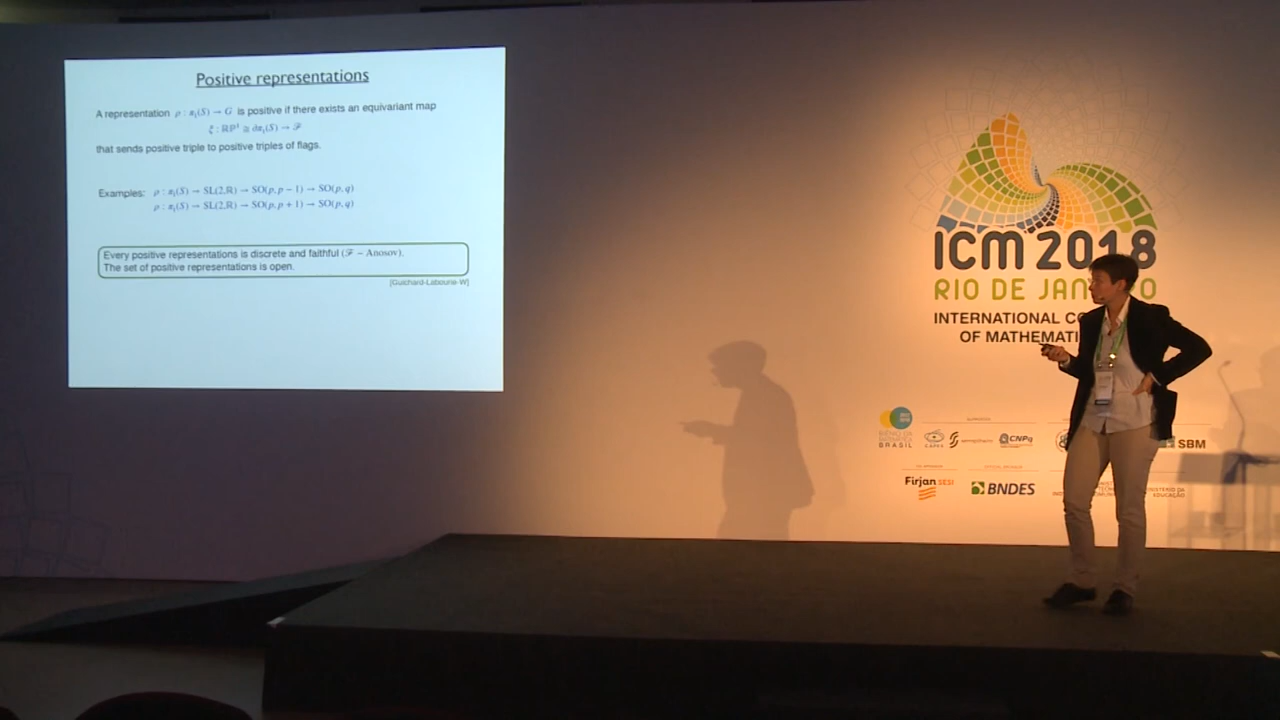 Positive representations
A representation ρ : π₁(S) → G is positive if there exists an equivariant map
ξ : ℝℙ¹ ≅ ∂π₁(S) → ℱ
that sends positive triple to positive triples of flags.
Examples: ρ : π₁(S) → SL(2,ℝ) → SO(p, p − 1) → SO(p, q)
ρ : π₁(S) → SL(2,ℝ) → SO(p, p + 1) → SO(p, q)
Every positive representations is discrete and faithful (ℱ − Anosov).
The set of positive representations is open.
[Guichard-Labourie-W]
ICM 2018
RIO DE JAN
INTERNATIONAL CO
OF MATHEMATI
BRASIL
CAPES
CNPq
SBM
Firjan SESI
BNDES
EDUCAÇÃO